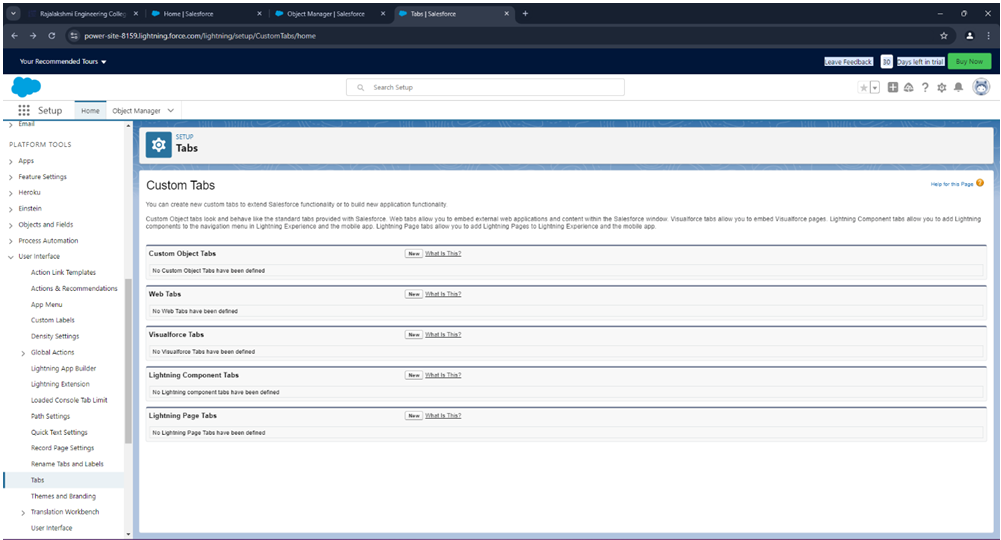 Rajalakshmi Engineering Colleg
Home | Salesforce
Object Manager | Salesforce
Tabs | Salesforce
power-site-8159.lightning.force.com/lightning/setup/CustomTabs/home
Your Recommended Tours
Leave Feedback
30
Days left in trial
Buy Now
Search Setup
Setup
Home
Object Manager
Email
PLATFORM TOOLS
Apps
Feature Settings
Heroku
Einstein
Objects and Fields
Process Automation
User Interface
Action Link Templates
Actions & Recommendations
App Menu
Custom Labels
Density Settings
Global Actions
Lightning App Builder
Lightning Extension
Loaded Console Tab Limit
Path Settings
Quick Text Settings
Record Page Settings
Rename Tabs and Labels
Tabs
Themes and Branding
Translation Workbench
User Interface
SETUP
Tabs
Custom Tabs
Help for this Page
You can create new custom tabs to extend Salesforce functionality or to build new application functionality.
Custom Object tabs look and behave like the standard tabs provided with Salesforce. Web tabs allow you to embed external web applications and content within the Salesforce window. Visualforce tabs allow you to embed Visualforce pages. Lightning Component tabs allow you to add Lightning
components to the navigation menu in Lightning Experience and the mobile app. Lightning Page tabs allow you to add Lightning Pages to Lightning Experience and the mobile app.
Custom Object Tabs New What Is This?
No Custom Object Tabs have been defined
Web Tabs New What Is This?
No Web Tabs have been defined
Visualforce Tabs New What Is This?
No Visualforce Tabs have been defined
Lightning Component Tabs New What Is This?
No Lightning component tabs have been defined
Lightning Page Tabs New What Is This?
No Lightning Page Tabs have been defined